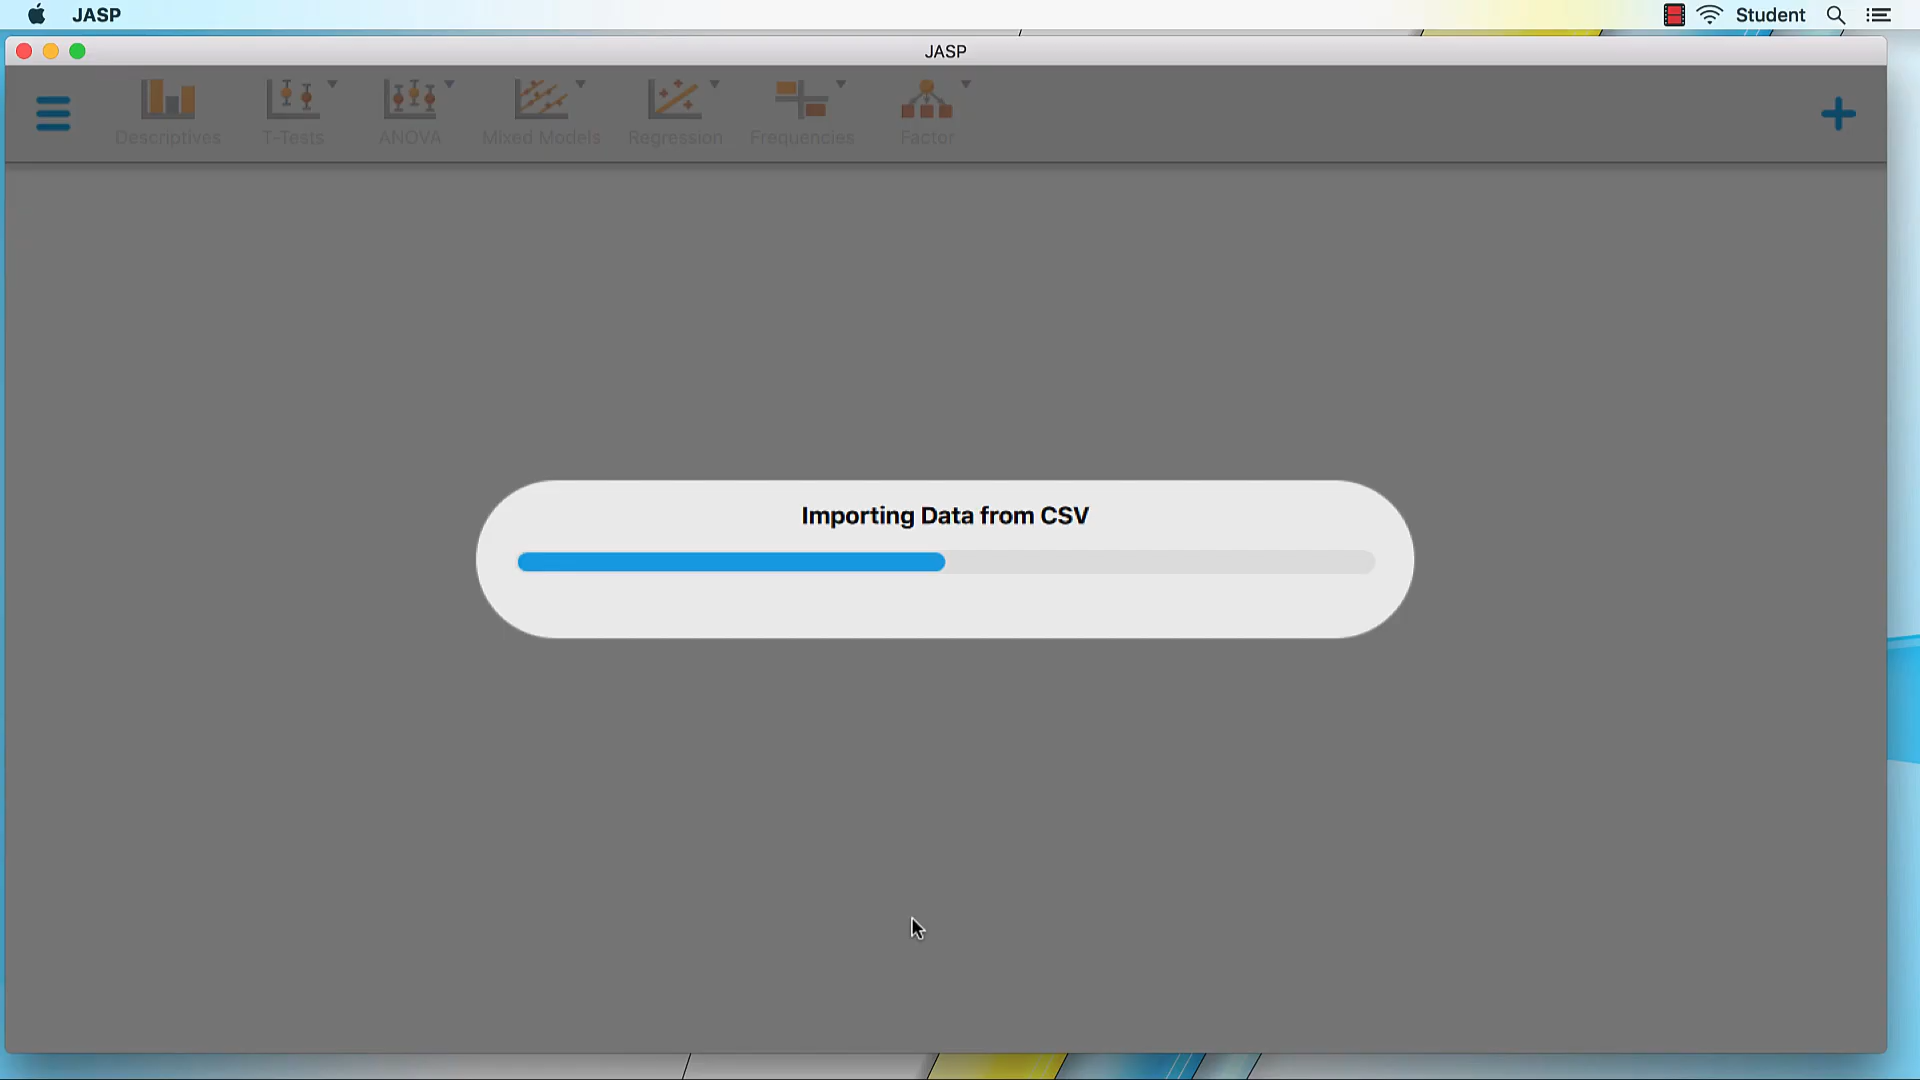 JASP
Student
JASP
Descriptives
T-Tests
ANOVA
Mixed Models
Regression
Frequencies
Factor
Importing Data from CSV